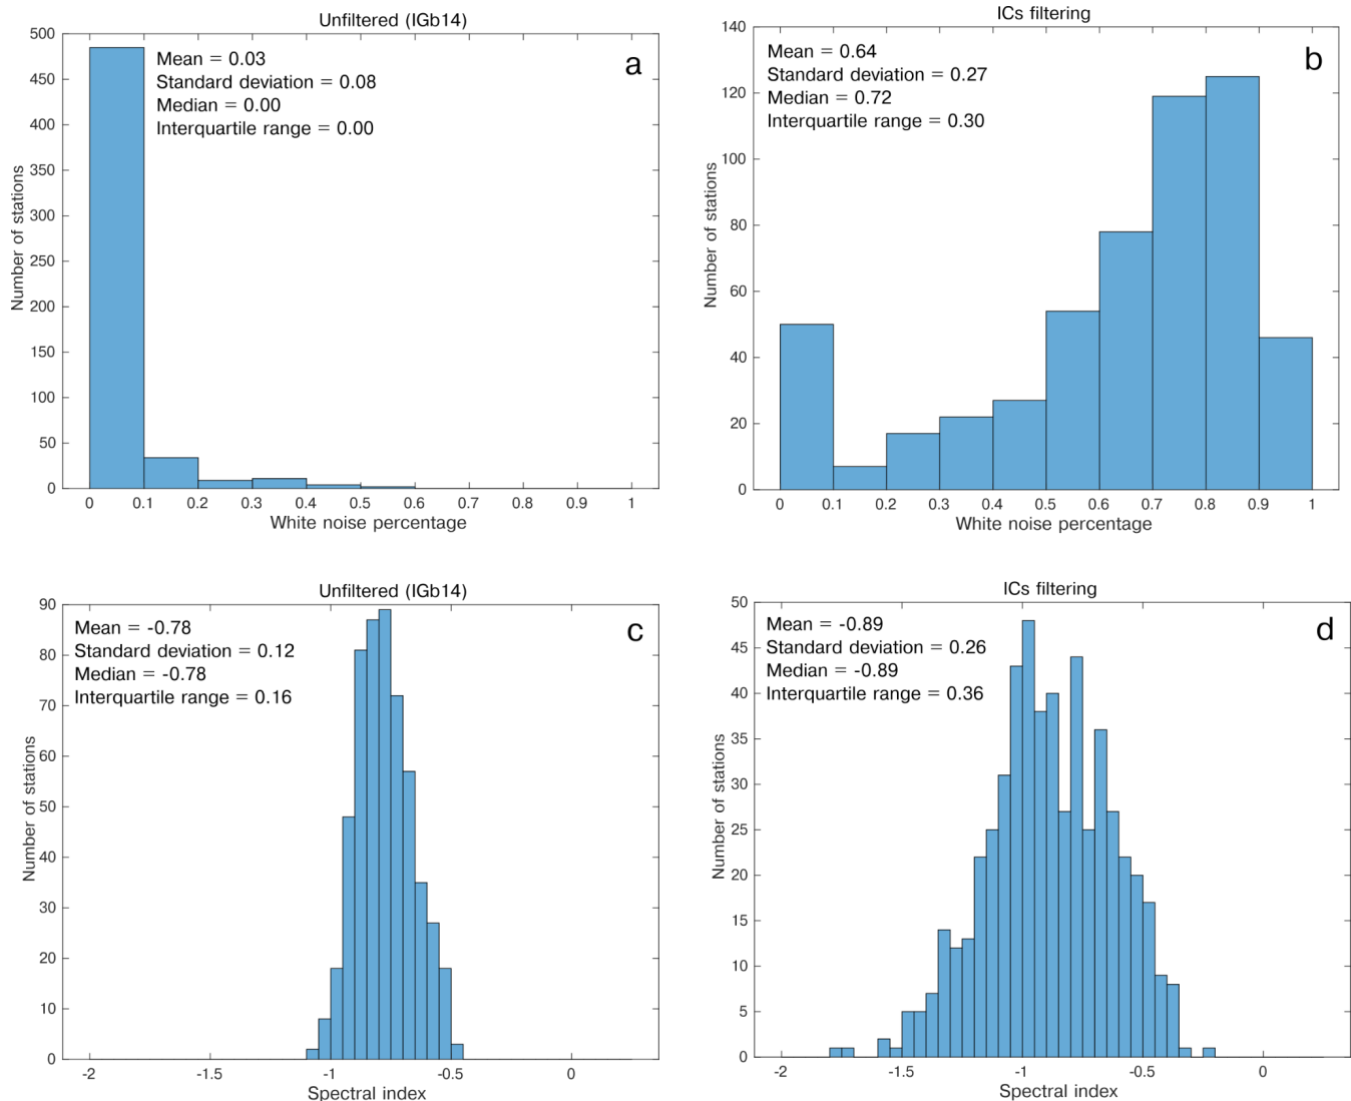 Unfiltered (IGb14)
a
Mean = 0.03
Standard deviation = 0.08
Median = 0.00
Interquartile range = 0.00
500
450
400
350
300
250
200
150
100
50
0
Number of stations
0 0.1 0.2 0.3 0.4 0.5 0.6 0.7 0.8 0.9 1
White noise percentage
ICs filtering
b
Mean = 0.64
Standard deviation = 0.27
Median = 0.72
Interquartile range = 0.30
140
120
100
80
60
40
20
0
Number of stations
0 0.1 0.2 0.3 0.4 0.5 0.6 0.7 0.8 0.9 1
White noise percentage
Unfiltered (IGb14)
c
Mean = -0.78
Standard deviation = 0.12
Median = -0.78
Interquartile range = 0.16
90
80
70
60
50
40
30
20
10
0
Number of stations
-2 -1.5 -1 -0.5 0
Spectral index
ICs filtering
d
Mean = -0.89
Standard deviation = 0.26
Median = -0.89
Interquartile range = 0.36
50
45
40
35
30
25
20
15
10
5
0
Number of stations
-2 -1.5 -1 -0.5 0
Spectral index